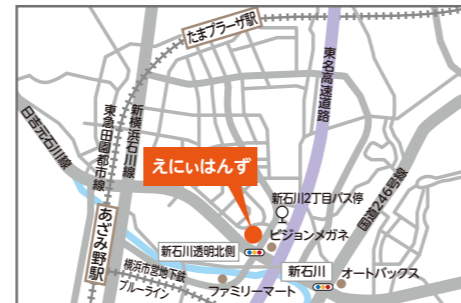 たまプラーザ駅
東名高速道路
日吉元石川線
東急田園都市線
新横浜石川線
えにぃはんず
新石川2丁目バス停
国道246号線
あざみ野駅
ビジョンメガネ
新石川透明北側
新石川
オートバックス
横浜市営地下鉄
ブルーライン
ファミリーマート